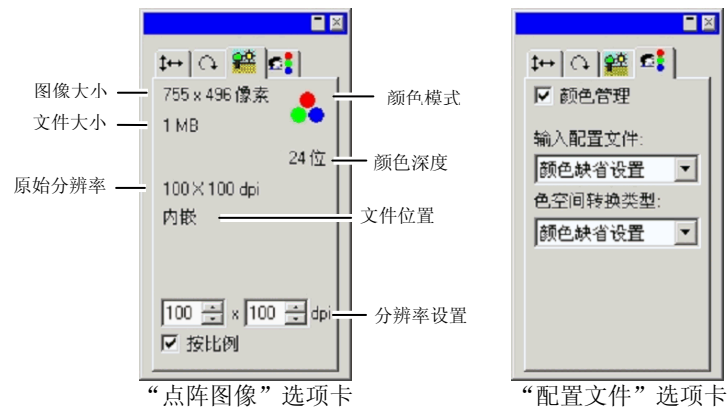 图像大小
755 x 496 像素
颜色模式
文件大小
1 MB
24 位
颜色深度
原始分辨率
100 X 100 dpi
内嵌
文件位置
100 x 100 dpi
分辨率设置
按比例
“点阵图像”选项卡
颜色管理
输入配置文件:
颜色缺省设置
色空间转换类型:
颜色缺省设置
“配置文件”选项卡